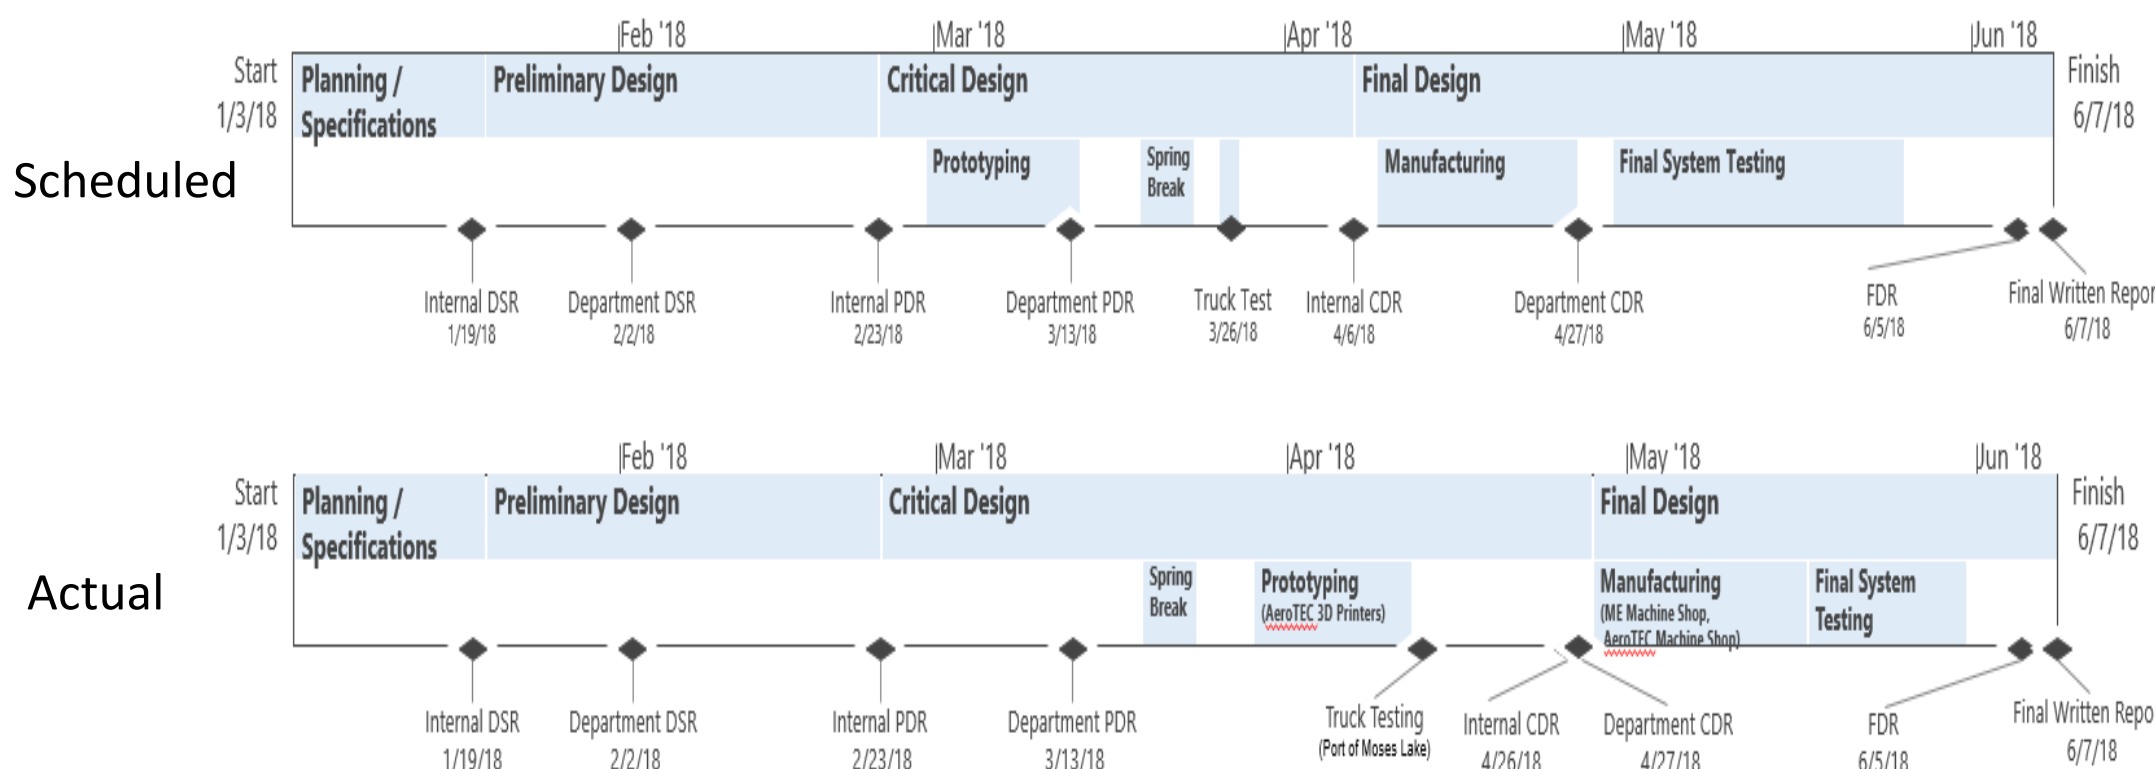 Feb '18
Mar '18
Apr '18
May '18
Jun '18
Start
1/3/18
Planning /
Specifications
Preliminary Design
Critical Design
Final Design
Finish
6/7/18
Scheduled
Prototyping
Spring
Break
Manufacturing
Final System Testing
Internal DSR
1/19/18
Department DSR
2/2/18
Internal PDR
2/23/18
Department PDR
3/13/18
Truck Test
3/26/18
Internal CDR
4/6/18
Department CDR
4/27/18
FDR
6/5/18
Final Written Repor
6/7/18
Feb '18
Mar '18
Apr '18
May '18
Jun '18
Start
1/3/18
Planning /
Specifications
Preliminary Design
Critical Design
Final Design
Finish
6/7/18
Actual
Spring
Break
Prototyping
(AeroTEC 3D Printers)
Manufacturing
(ME Machine Shop,
AeroTEC Machine Shop)
Final System
Testing
Internal DSR
1/19/18
Department DSR
2/2/18
Internal PDR
2/23/18
Department PDR
3/13/18
Truck Testing
(Port of Moses Lake)
Internal CDR
4/26/18
Department CDR
4/27/18
FDR
6/5/18
Final Written Repo
6/7/18